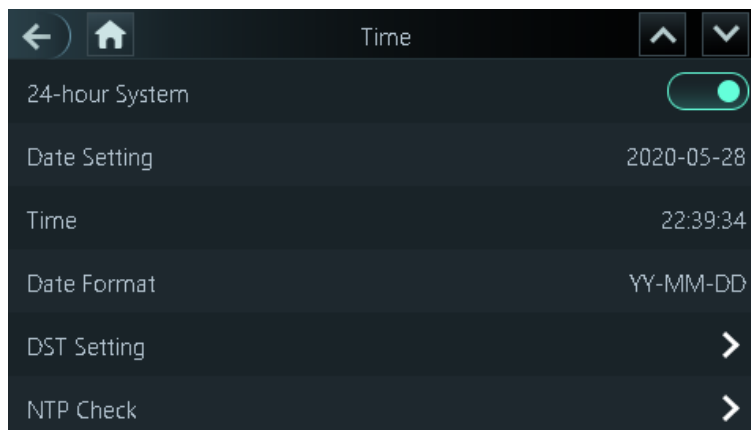 Time
24-hour System
Date Setting 2020-05-28
Time 22:39:34
Date Format YY-MM-DD
DST Setting
NTP Check